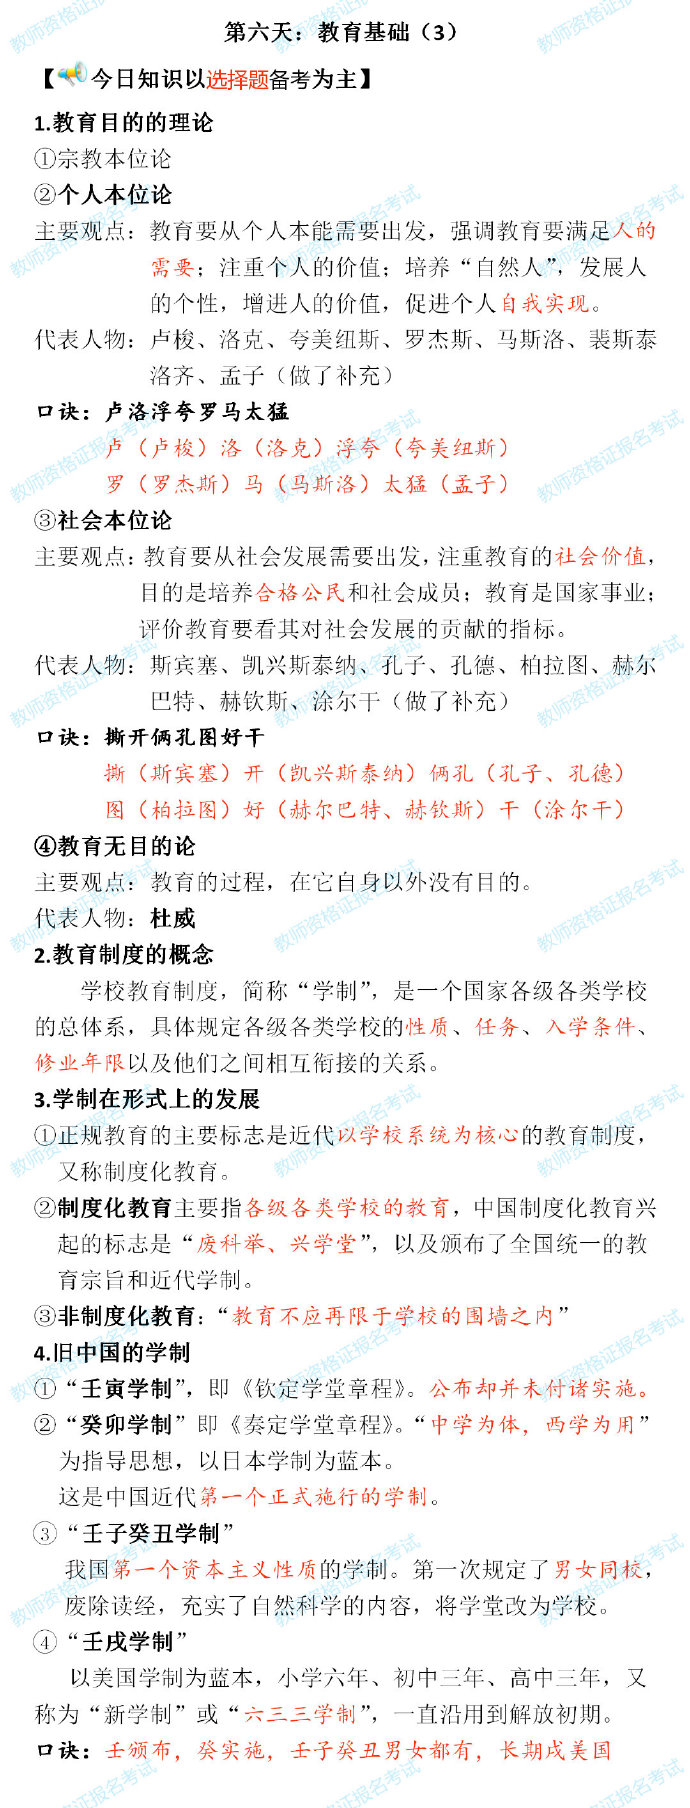 第六天：教育基础（3）
【今日知识以选择题备考为主】
1.教育目的的理论
①宗教本位论
②个人本位论
主要观点：教育要从个人本能需要出发，强调教育要满足人的
需要；注重个人的价值；培养“自然人”，发展人
的个性，增进人的价值，促进个人自我实现。
代表人物：卢梭、洛克、夸美纽斯、罗杰斯、马斯洛、裴斯泰
洛齐、孟子（做了补充）
口诀：卢洛浮夸罗马太猛
卢（卢梭）洛（洛克）浮夸（夸美纽斯）
罗（罗杰斯）马（马斯洛）太猛（孟子）
③社会本位论
主要观点：教育要从社会发展需要出发，注重教育的社会价值，
目的是培养合格公民和社会成员；教育是国家事业；
评价教育要看其对社会发展的贡献的指标。
代表人物：斯宾塞、凯兴斯泰纳、孔子、孔德、柏拉图、赫尔
巴特、赫钦斯、涂尔干（做了补充）
口诀：撕开俩孔图好干
撕（斯宾塞）开（凯兴斯泰纳）俩孔（孔子、孔德）
图（柏拉图）好（赫尔巴特、赫钦斯）干（涂尔干）
④教育无目的论
主要观点：教育的过程，在它自身以外没有目的。
代表人物：杜威
2.教育制度的概念
学校教育制度，简称“学制”，是一个国家各级各类学校
的总体系，具体规定各级各类学校的性质、任务、入学条件、
修业年限以及他们之间相互衔接的关系。
3.学制在形式上的发展
①正规教育的主要标志是近代以学校系统为核心的教育制度，
又称制度化教育。
②制度化教育主要指各级各类学校的教育，中国制度化教育兴
起的标志是“废科举、兴学堂”，以及颁布了全国统一的教
育宗旨和近代学制。
③非制度化教育：“教育不应再限于学校的围墙之内”
4.旧中国的学制
①“壬寅学制”，即《钦定学堂章程》。公布却并未付诸实施。
②“癸卯学制”即《奏定学堂章程》。“中学为体，西学为用”
为指导思想，以日本学制为蓝本。
这是中国近代第一个正式施行的学制。
③“壬子癸丑学制”
我国第一个资本主义性质的学制。第一次规定了男女同校，
废除读经，充实了自然科学的内容，将学堂改为学校。
④“壬戌学制”
以美国学制为蓝本，小学六年、初中三年、高中三年，又
称为“新学制”或“六三三学制”，一直沿用到解放初期。
口诀：壬颁布，癸实施，壬子癸丑男女都有，长期戌美国